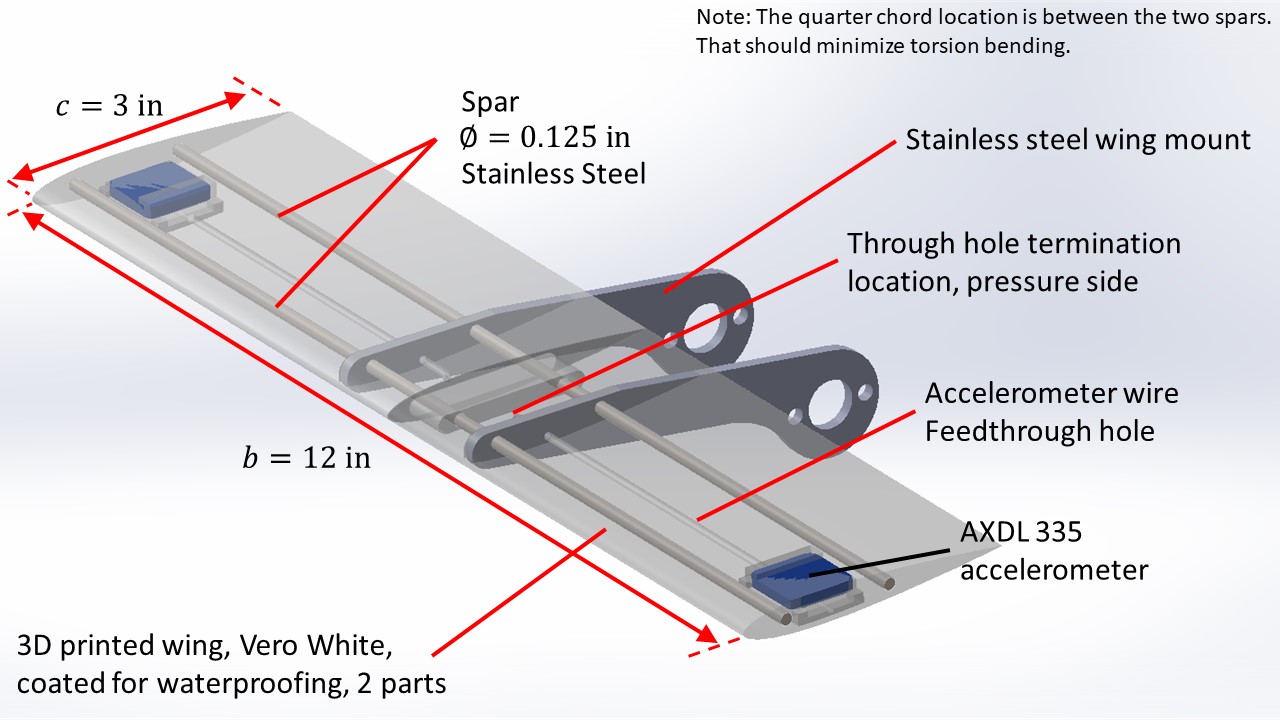 Note: The quarter chord location is between the two spars.
That should minimize torsion bending.
c = 3 in
Spar
∅ = 0.125 in
Stainless Steel
Stainless steel wing mount
Through hole termination
location, pressure side
Accelerometer wire
Feedthrough hole
b = 12 in
AXDL 335
accelerometer
3D printed wing, Vero White,
coated for waterproofing, 2 parts